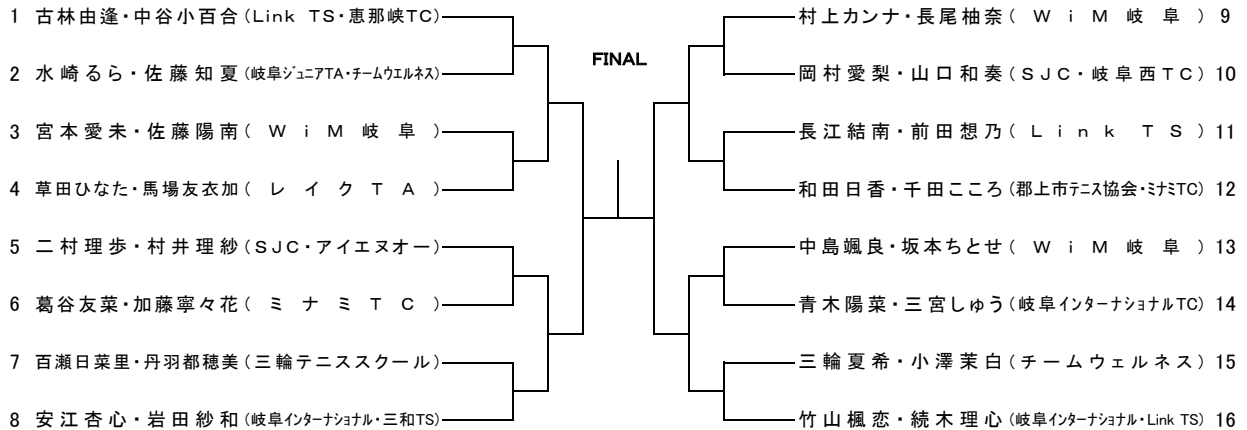 1 古林由逢・中谷小百合(Link TS・恵那峡TC)
2 水崎るら・佐藤知夏(岐阜ジュニアTA・チームウエルネス)
3 宮本愛未・佐藤陽南(WiM岐阜)
4 草田ひなた・馬場友衣加(レイクTA)
5 二村理歩・村井理紗(SJC・アイエヌオー)
6 葛谷友菜・加藤寧々花(ミナミTC)
7 百瀬日菜里・丹羽都穂美(三輪テニススクール)
8 安江杏心・岩田紗和(岐阜インターナショナル・三和TS)
FINAL
村上カンナ・長尾柚奈(WiM岐阜) 9
岡村愛梨・山口和奏(SJC・岐阜西TC) 10
長江結南・前田想乃(Link TS) 11
和田日香・千田こころ(郡上市テニス協会・ミナミTC) 12
中島颯良・坂本ちとせ(WiM岐阜) 13
青木陽菜・三宮しゅう(岐阜インターナショナルTC) 14
三輪夏希・小澤茉白(チームウェルネス) 15
竹山楓恋・続木理心(岐阜インターナショナル・Link TS) 16